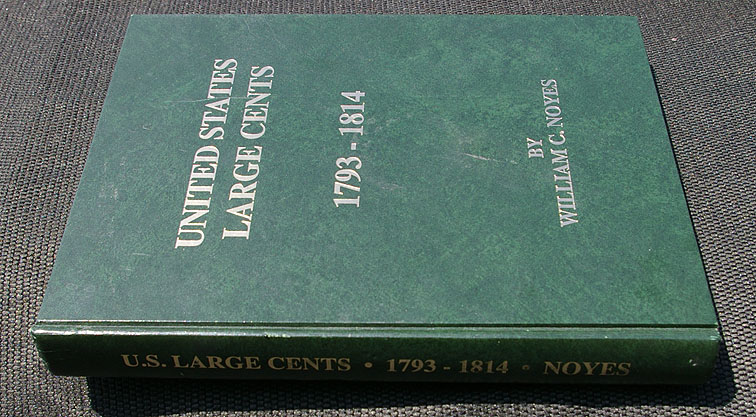 UNITED STATES
LARGE CENTS
1793 - 1814
BY
WILLIAM C. NOYES
U.S. LARGE CENTS • 1793 - 1814 • NOYES